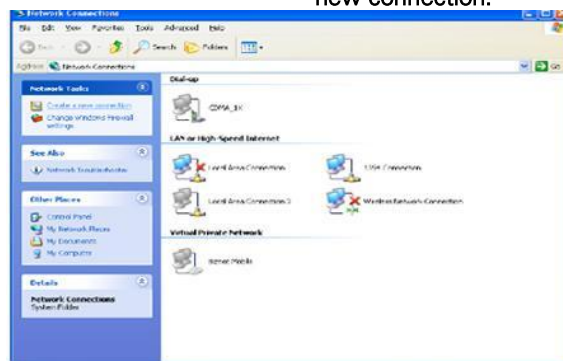 new connection.
Network Connections
File Edit View Favorites Tools Advanced Help
Back Search Folders
Address Network Connections Go
Network Tasks
Create a new connection
Change Windows Firewall
settings
See Also
Network Troubleshooter
Other Places
Control Panel
My Network Places
My Documents
My Computer
Details
Network Connections
System Folder
Dial-up
CDMA_1X
LAN or High-Speed Internet
Local Area Connection
1394 Connection
Local Area Connection 2
Wireless Network Connection
Virtual Private Network
Mobile